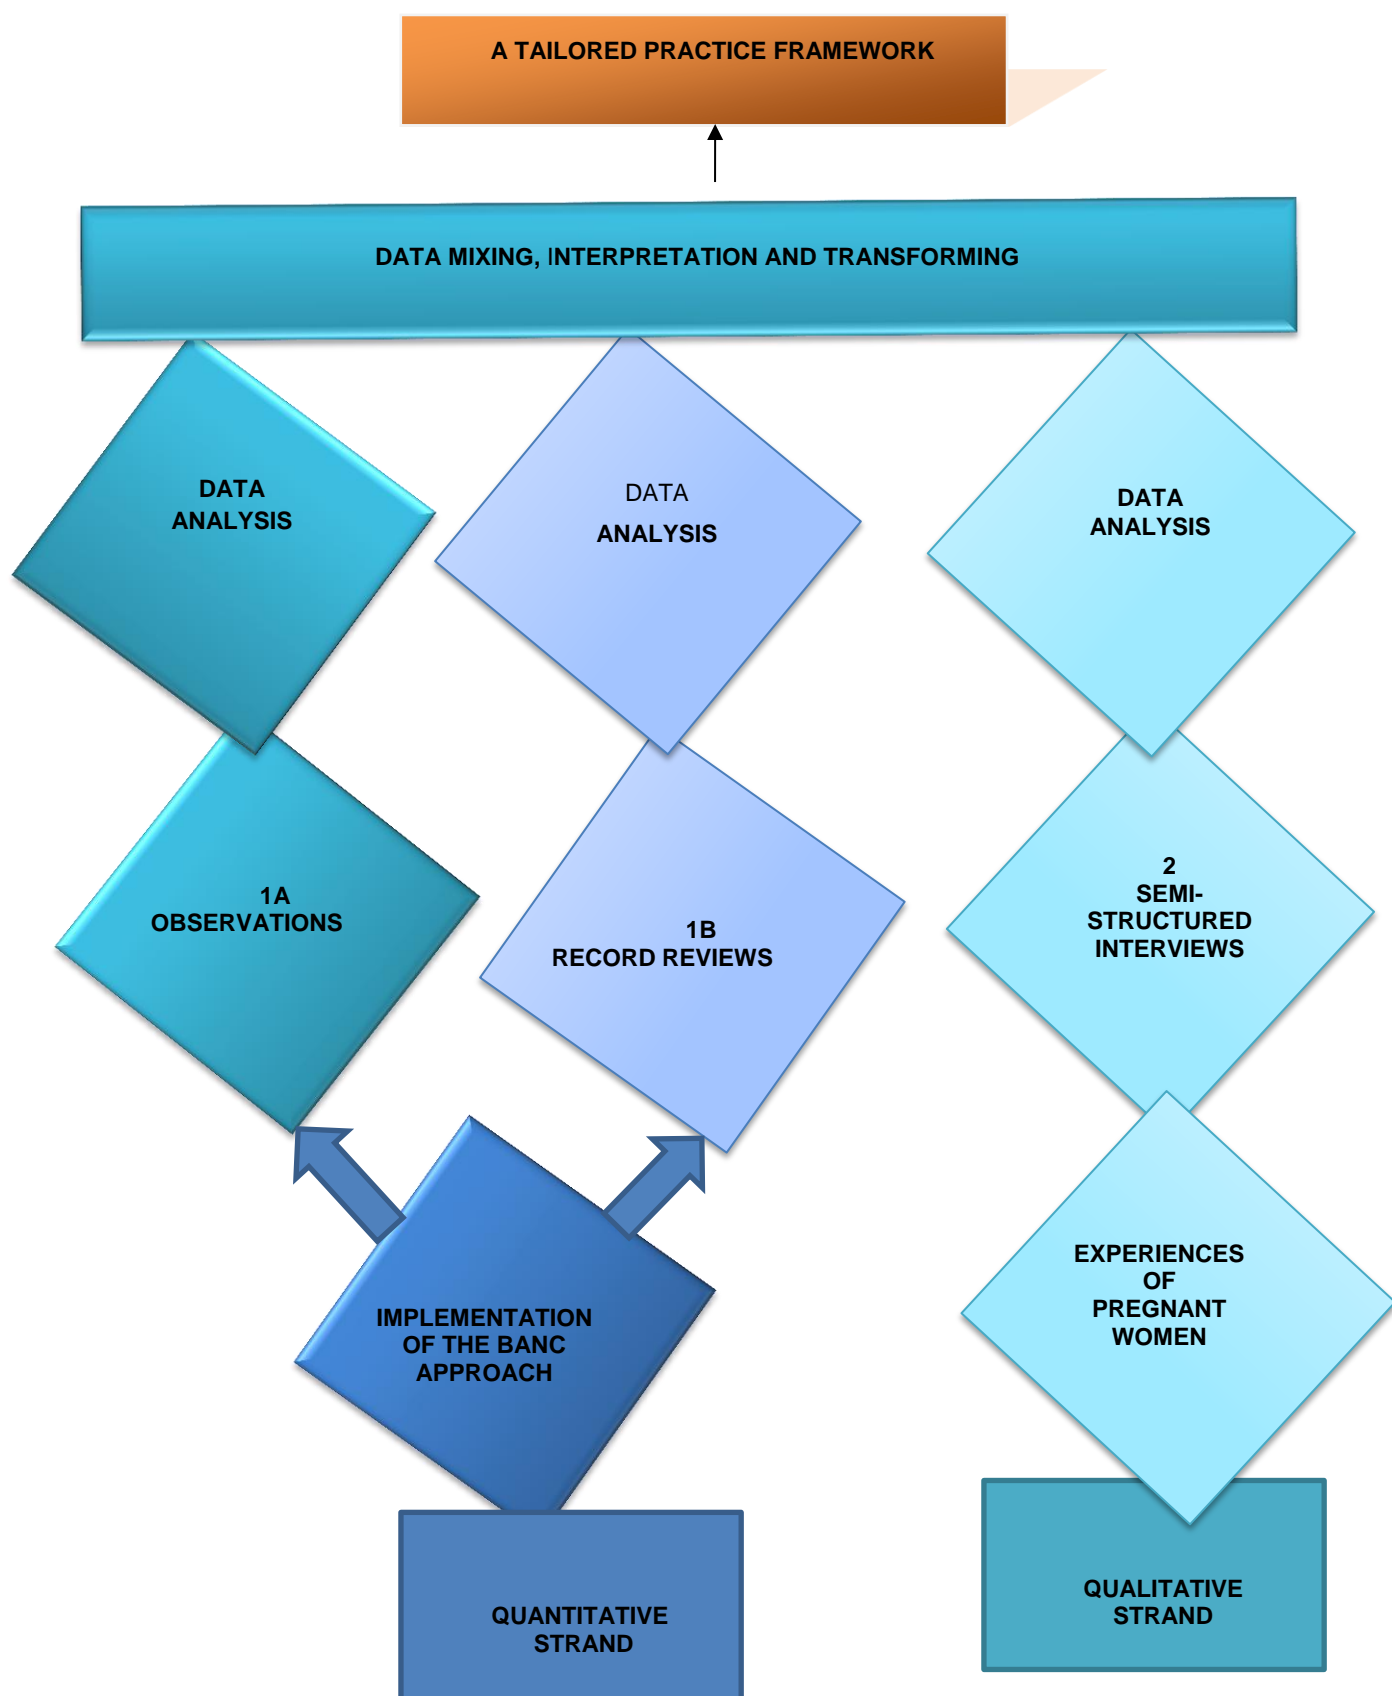 A TAILORED PRACTICE FRAMEWORK
DATA MIXING, INTERPRETATION AND TRANSFORMING
DATA
ANALYSIS
DATA
ANALYSIS
DATA
ANALYSIS
1A
OBSERVATIONS
1B
RECORD REVIEWS
2
SEMI-
STRUCTURED
INTERVIEWS
IMPLEMENTATION
OF THE BANC
APPROACH
EXPERIENCES
OF
PREGNANT
WOMEN
QUANTITATIVE
STRAND
QUALITATIVE
STRAND